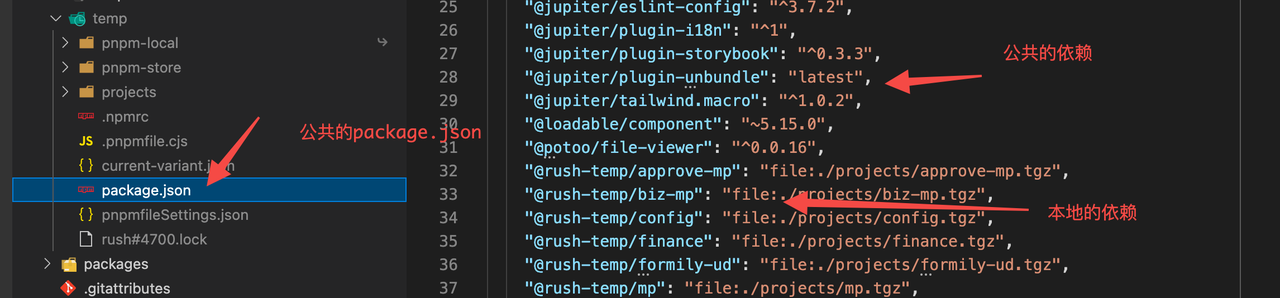 temp
pnpm-local
pnpm-store
projects
.npmrc
JS .pnpmfile.cjs
{} current-variant.json
package.json
{} pnpmfileSettings.json
rush#4700.lock
packages
.gitattributes
公共的package.json
25 "@jupiter/eslint-config": "^3.7.2",
26 "@jupiter/plugin-i18n": "^1",
27 "@jupiter/plugin-storybook": "^0.3.3",
28 "@jupiter/plugin-unbundle": "latest",
29 "@jupiter/tailwind.macro": "^1.0.2",
30 "@loadable/component": "~5.15.0",
31 "@potoo/file-viewer": "^0.0.16",
32 "@rush-temp/approve-mp": "file:./projects/approve-mp.tgz",
33 "@rush-temp/biz-mp": "file:./projects/biz-mp.tgz",
34 "@rush-temp/config": "file:./projects/config.tgz",
35 "@rush-temp/finance": "file:./projects/finance.tgz",
36 "@rush-temp/formily-ud": "file:./projects/formily-ud.tgz",
37 "@rush-temp/mp": "file:./projects/mp.tgz",
公共的依赖
本地的依赖